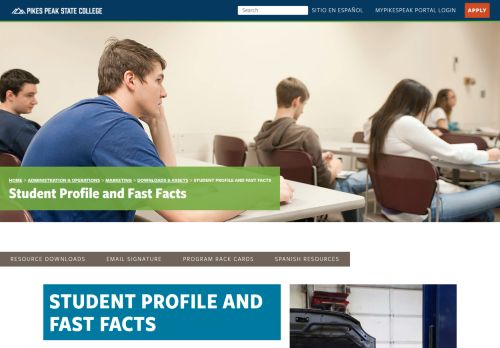 PIKES PEAK STATE COLLEGE
Search
SITIO EN ESPAÑOL
MYPIKESPEAK PORTAL LOGIN
APPLY
HOME > ADMINISTRATION & OPERATIONS > MARKETING > DOWNLOADS & ASSETS > STUDENT PROFILE AND FAST FACTS
Student Profile and Fast Facts
RESOURCE DOWNLOADS
EMAIL SIGNATURE
PROGRAM RACK CARDS
SPANISH RESOURCES
STUDENT PROFILE AND
FAST FACTS